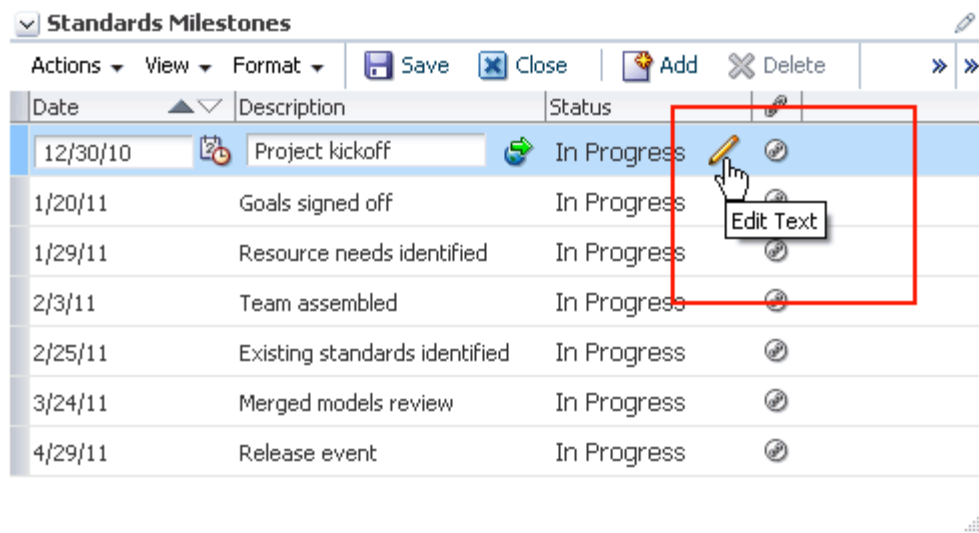 Standards Milestones
Actions View Format Save Close Add Delete
Date Description Status
12/30/10 Project kickoff In Progress
1/20/11 Goals signed off In Progress
Edit Text
1/29/11 Resource needs identified In Progress
2/3/11 Team assembled In Progress
2/25/11 Existing standards identified In Progress
3/24/11 Merged models review In Progress
4/29/11 Release event In Progress